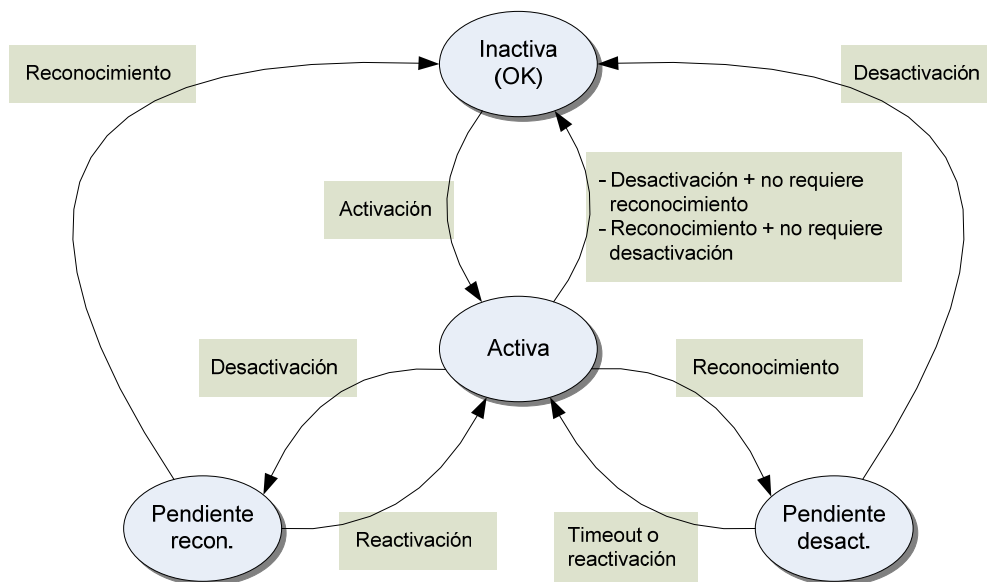 Inactiva
(OK)
Reconocimiento
Desactivación
Activación
- Desactivación + no requiere
reconocimiento
- Reconocimiento + no requiere
desactivación
Activa
Desactivación
Reconocimiento
Pendiente
recon.
Reactivación
Timeout o
reactivación
Pendiente
desact.